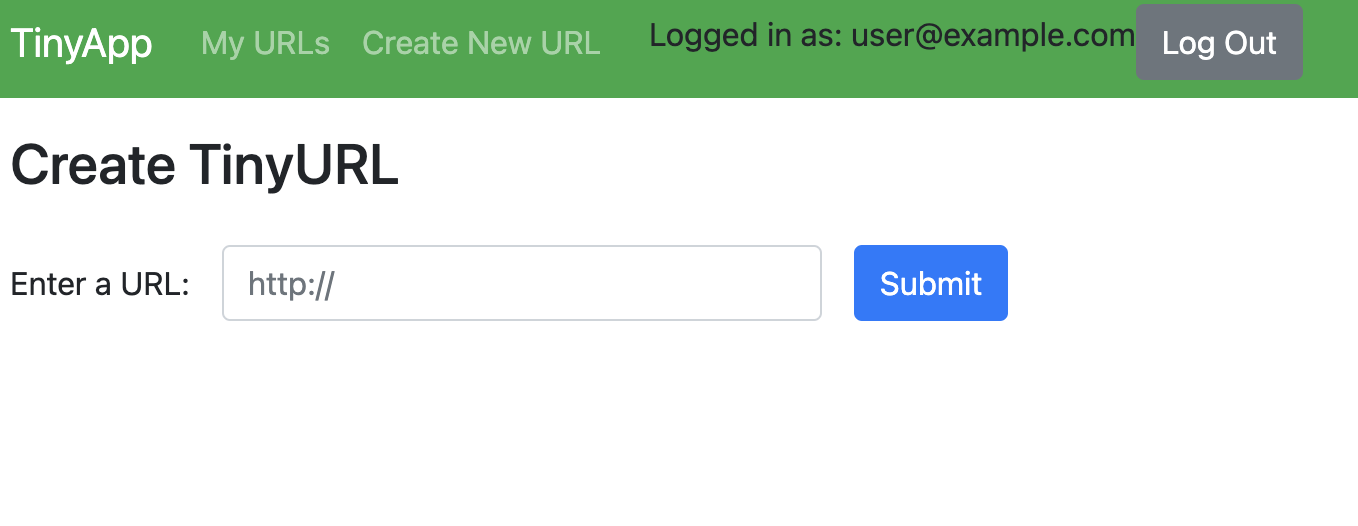 TinyApp My URLs Create New URL Logged in as: user@example.com Log Out
Create TinyURL
Enter a URL: http:// Submit